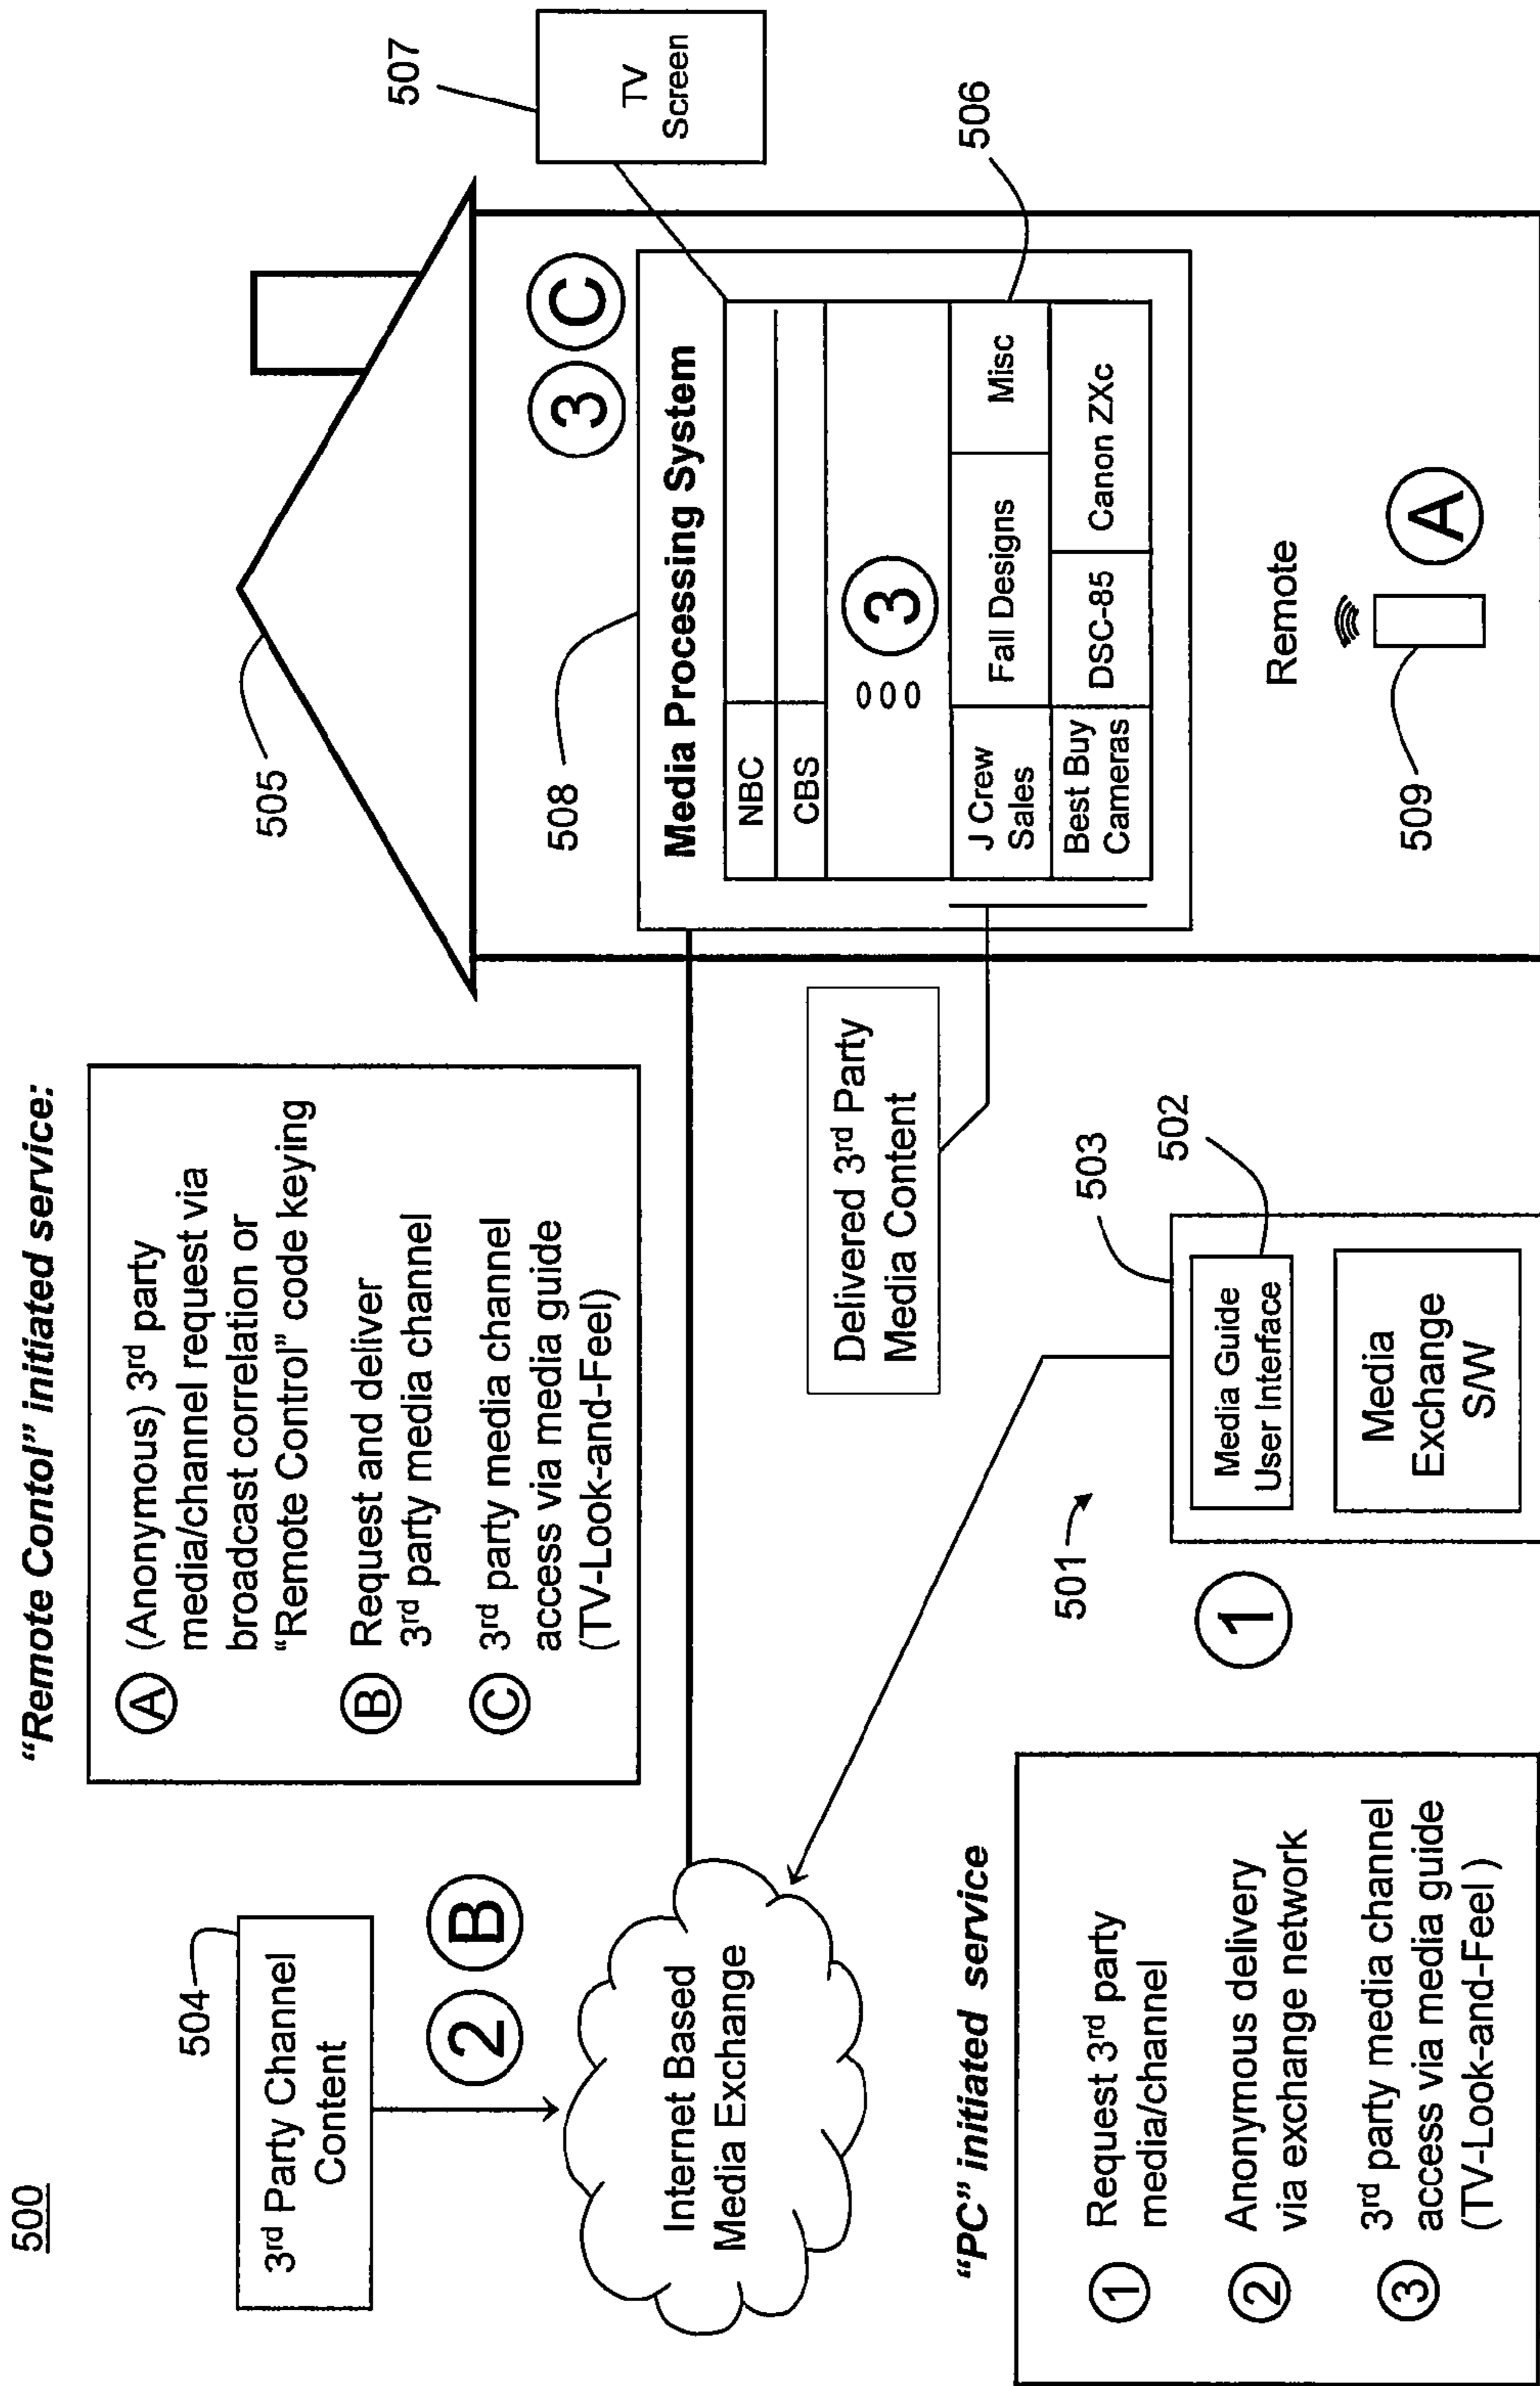 500
"Remote Contol" initiated service:
504
3rd Party Channel
Content
2
B
A
(Anonymous) 3rd party
media/channel request via
broadcast correlation or
"Remote Control" code keying
B
Request and deliver
3rd party media channel
C
3rd party media channel
access via media guide
(TV-Look-and-Feel)
Internet Based
Media Exchange
505
507
TV
Screen
3
C
508
Media Processing System
NBC
CBS
000
3
J Crew
Sales
Fall Designs
Misc
Best Buy
Cameras
DSC-85
Canon ZXc
506
Delivered 3rd Party
Media Content
Remote
509
A
"PC" initiated service
1
Request 3rd party
media/channel
2
Anonymous delivery
via exchange network
3
3rd party media channel
access via media guide
(TV-Look-and-Feel )
501
1
503
502
Media Guide
User Interface
Media
Exchange
S/W